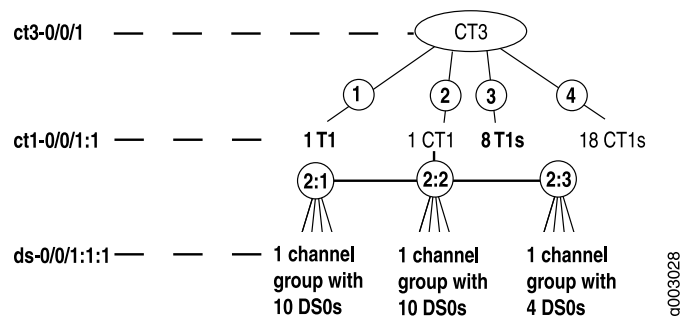 ct3-0/0/1
CT3
1
2
3
4
ct1-0/0/1:1
1 T1
1 CT1
8 T1s
18 CT1s
2:1
2:2
2:3
ds-0/0/1:1:1
1 channel
group with
10 DS0s
1 channel
group with
10 DS0s
1 channel
group with
4 DS0s
g003028